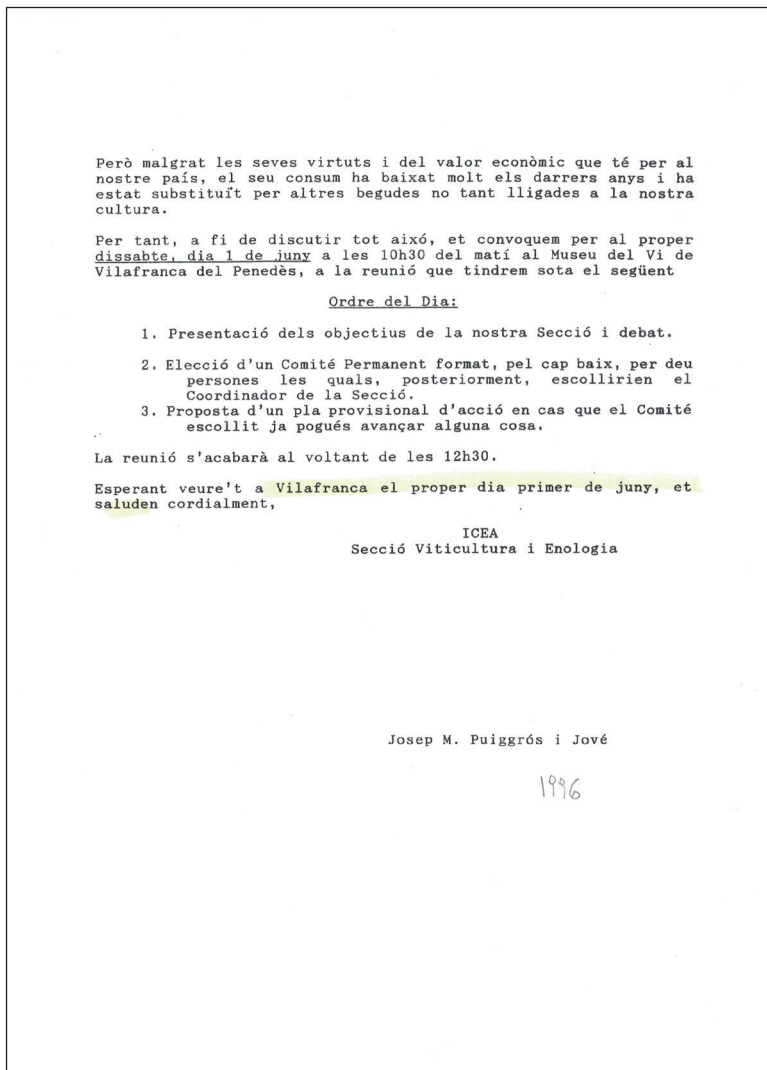 Però malgrat les seves virtuts i del valor econòmic que té per al
nostre país, el seu consum ha baixat molt els darrers anys i ha
estat substituït per altres begudes no tant lligades a la nostra
cultura.
Per tant, a fi de discutir tot aixó, et convoquem per al proper
dissabte, dia 1 de juny a les 10h30 del matí al Museu del Vi de
Vilafranca del Penedès, a la reunió que tindrem sota el següent
Ordre del Dia:
1. Presentació dels objectius de la nostra Secció i debat.
2. Elecció d'un Comité Permanent format, pel cap baix, per deu
persones les quals, posteriorment, escollirien el
Coordinador de la Secció.
3. Proposta d'un pla provisional d'acció en cas que el Comité
escollit ja pogués avançar alguna cosa.
La reunió s'acabarà al voltant de les 12h30.
Esperant veure't a Vilafranca el proper dia primer de juny, et
saluden cordialment,
ICEA
Secció Viticultura i Enologia
Josep M. Puiggrós i Jové
1996